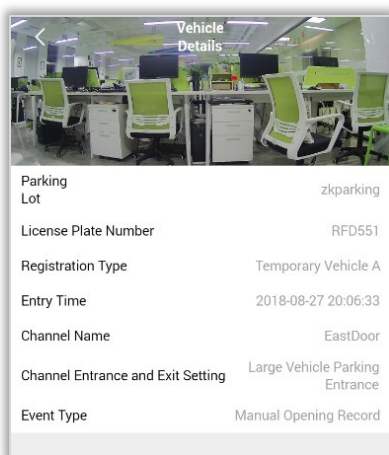 Vehicle
Details
Parking
Lot
zkparking
License Plate Number
RFD551
Registration Type
Temporary Vehicle A
Entry Time
2018-08-27 20:06:33
Channel Name
EastDoor
Channel Entrance and Exit Setting
Large Vehicle Parking
Entrance
Event Type
Manual Opening Record